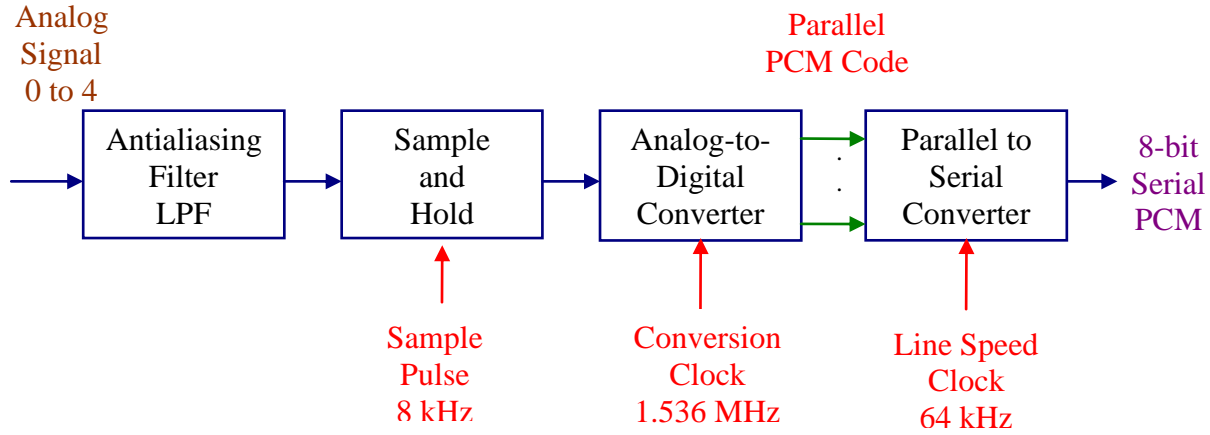 Analog
Signal
0 to 4
Parallel
PCM Code
Antialiasing
Filter
LPF
Sample
and
Hold
Analog-to-
Digital
Converter
.
.
Parallel to
Serial
Converter
8-bit
Serial
PCM
Sample
Pulse
8 kHz
Conversion
Clock
1.536 MHz
Line Speed
Clock
64 kHz